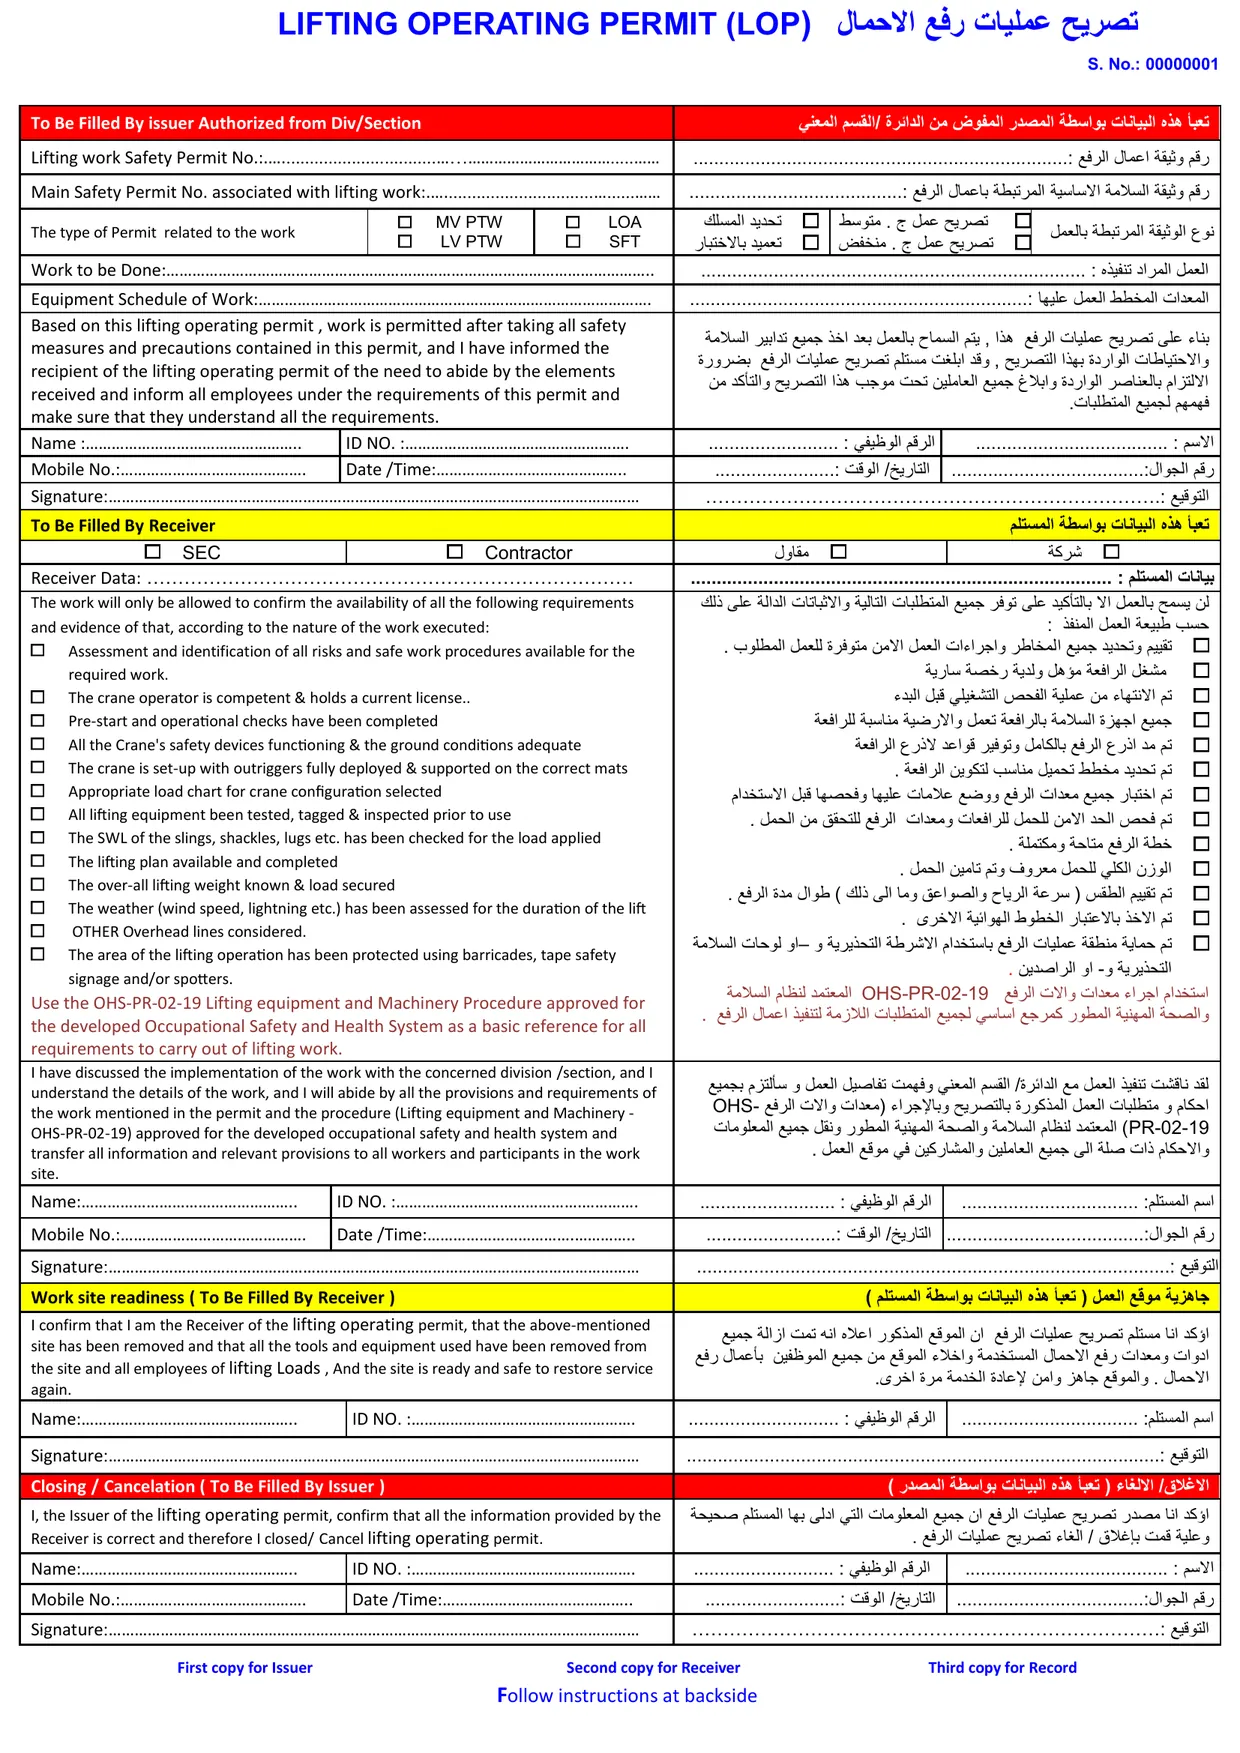 LIFTING OPERATING PERMIT (LOP) تصريح عمليات رفع الاحمال
S. No.: 00000001
To Be Filled By issuer Authorized from Div/Section
تعبأ هذه البيانات بواسطة المصدر المفوض من الدائرة /القسم المعني
Lifting work Safety Permit No.:........................................................................
رقم وثيقة اعمال الرفع :........................................................................
Main Safety Permit No. associated with lifting work:..........................................
رقم وثيقة السلامة الاساسية المرتبطة باعمال الرفع :.........................................
The type of Permit related to the work
☐ MV PTW
☐ LV PTW
☐ LOA
☐ SFT
☐ تحديد المسلك
☐ تعميد بالاختبار
☐ تصريح عمل ج . متوسط
☐ تصريح عمل ج . منخفض
نوع الوثيقة المرتبطة بالعمل
Work to be Done:........................................................................
العمل المراد تنفيذه : ........................................................................
Equipment Schedule of Work:........................................................................
المعدات المخطط العمل عليها :.................................................................
Based on this lifting operating permit , work is permitted after taking all safety
measures and precautions contained in this permit, and I have informed the
recipient of the lifting operating permit of the need to abide by the elements
received and inform all employees under the requirements of this permit and
make sure that they understand all the requirements.
بناء على تصريح عمليات الرفع هذا , يتم السماح بالعمل بعد اخذ جميع تدابير السلامة
والاحتياطات الواردة بهذا التصريح , وقد ابلغت مستلم تصريح عمليات الرفع بضرورة
الالتزام بالعناصر الواردة وابلاغ جميع العاملين تحت موجب هذا التصريح والتأكد من
فهمهم لجميع المتطلبات.
Name :............................................. ID NO. :.............................................
الاسم : ..................................... الرقم الوظيفي : .........................
Mobile No.:....................................... Date /Time:.......................................
رقم الجوال:..................................... التاريخ/ الوقت :.......................
Signature:........................................................................
التوقيع :........................................................................
To Be Filled By Receiver
تعبأ هذه البيانات بواسطة المستلم
☐ SEC ☐ Contractor
☐ شركة ☐ مقاول
Receiver Data: ........................................................................
بيانات المستلم : ........................................................................
The work will only be allowed to confirm the availability of all the following requirements
and evidence of that, according to the nature of the work executed:
☐ Assessment and identification of all risks and safe work procedures available for the
required work.
☐ The crane operator is competent & holds a current license..
☐ Pre-start and operational checks have been completed
☐ All the Crane's safety devices functioning & the ground conditions adequate
☐ The crane is set-up with outriggers fully deployed & supported on the correct mats
☐ Appropriate load chart for crane configuration selected
☐ All lifting equipment been tested, tagged & inspected prior to use
☐ The SWL of the slings, shackles, lugs etc. has been checked for the load applied
☐ The lifting plan available and completed
☐ The over-all lifting weight known & load secured
☐ The weather (wind speed, lightning etc.) has been assessed for the duration of the lift
☐ OTHER Overhead lines considered.
☐ The area of the lifting operation has been protected using barricades, tape safety
signage and/or spotters.
Use the OHS-PR-02-19 Lifting equipment and Machinery Procedure approved for
the developed Occupational Safety and Health System as a basic reference for all
requirements to carry out of lifting work.
لن يسمح بالعمل الا بالتأكيد على توفر جميع المتطلبات التالية والاثباتات الدالة على ذلك
حسب طبيعة العمل المنفذ :
☐ تقييم وتحديد جميع المخاطر واجراءات العمل الامن متوفرة للعمل المطلوب .
☐ مشغل الرافعة مؤهل ولدية رخصة سارية
☐ تم الانتهاء من عملية الفحص التشغيلي قبل البدء
☐ جميع اجهزة السلامة بالرافعة تعمل والارضية مناسبة للرافعة
☐ تم مد اذرع الرفع بالكامل وتوفير قواعد لاذرع الرافعة
☐ تم تحديد مخطط تحميل مناسب لتكوين الرافعة .
☐ تم اختبار جميع معدات الرفع ووضع علامات عليها وفحصها قبل الاستخدام
☐ تم فحص الحد الامن للحمل للرافعات ومعدات الرفع للتحقق من الحمل .
☐ خطة الرفع متاحة ومكتملة .
☐ الوزن الكلي للحمل معروف وتم تامين الحمل .
☐ تم تقييم الطقس ( سرعة الرياح والصواعق وما الى ذلك ) طوال مدة الرفع .
☐ تم الاخذ بالاعتبار الخطوط الهوائية الاخرى .
☐ تم حماية منطقة عمليات الرفع باستخدام الاشرطة التحذيرية و –او لوحات السلامة
التحذيرية و- او الراصدين .
استخدام اجراء معدات والات الرفع OHS-PR-02-19 المعتمد لنظام السلامة
والصحة المهنية المطور كمرجع اساسي لجميع المتطلبات اللازمة لتنفيذ اعمال الرفع .
I have discussed the implementation of the work with the concerned division /section, and I
understand the details of the work, and I will abide by all the provisions and requirements of
the work mentioned in the permit and the procedure (Lifting equipment and Machinery -
OHS-PR-02-19) approved for the developed occupational safety and health system and
transfer all information and relevant provisions to all workers and participants in the work
site.
لقد ناقشت تنفيذ العمل مع الدائرة/ القسم المعني وفهمت تفاصيل العمل و سألتزم بجميع
احكام و متطلبات العمل المذكورة بالتصريح وبالإجراء (معدات والات الرفع OHS-
PR-02-19) المعتمد لنظام السلامة والصحة المهنية المطور ونقل جميع المعلومات
والاحكام ذات صلة الى جميع العاملين والمشاركين في موقع العمل .
Name:............................................. ID NO. :.............................................
اسم المستلم: .................................. الرقم الوظيفي : ..........................
Mobile No.:....................................... Date /Time:.......................................
رقم الجوال:...................................... التاريخ/ الوقت :.........................
Signature:........................................................................
التوقيع :........................................................................
Work site readiness ( To Be Filled By Receiver )
جاهزية موقع العمل ( تعبأ هذه البيانات بواسطة المستلم )
I confirm that I am the Receiver of the lifting operating permit, that the above-mentioned
site has been removed and that all the tools and equipment used have been removed from
the site and all employees of lifting Loads , And the site is ready and safe to restore service
again.
اؤكد انا مستلم تصريح عمليات الرفع ان الموقع المذكور اعلاه انه تمت ازالة جميع
ادوات ومعدات رفع الاحمال المستخدمة واخلاء الموقع من جميع الموظفين بأعمال رفع
الاحمال . والموقع جاهز وامن لإعادة الخدمة مرة اخرى.
Name:............................................. ID NO. :.............................................
اسم المستلم: .................................. الرقم الوظيفي : .............................
Signature:........................................................................
التوقيع :........................................................................
Closing / Cancelation ( To Be Filled By Issuer )
الاغلاق/ الالغاء ( تعبأ هذه البيانات بواسطة المصدر )
I, the Issuer of the lifting operating permit, confirm that all the information provided by the
Receiver is correct and therefore I closed/ Cancel lifting operating permit.
اؤكد انا مصدر تصريح عمليات الرفع ان جميع المعلومات التي ادلى بها المستلم صحيحة
وعلية قمت بإغلاق / الغاء تصريح عمليات الرفع .
Name:............................................. ID NO. :.............................................
الاسم : ....................................... الرقم الوظيفي : ...........................
Mobile No.:....................................... Date /Time:.......................................
رقم الجوال:.................................... التاريخ/ الوقت :..........................
Signature:........................................................................
التوقيع :........................................................................
First copy for Issuer Second copy for Receiver Third copy for Record
Follow instructions at backside